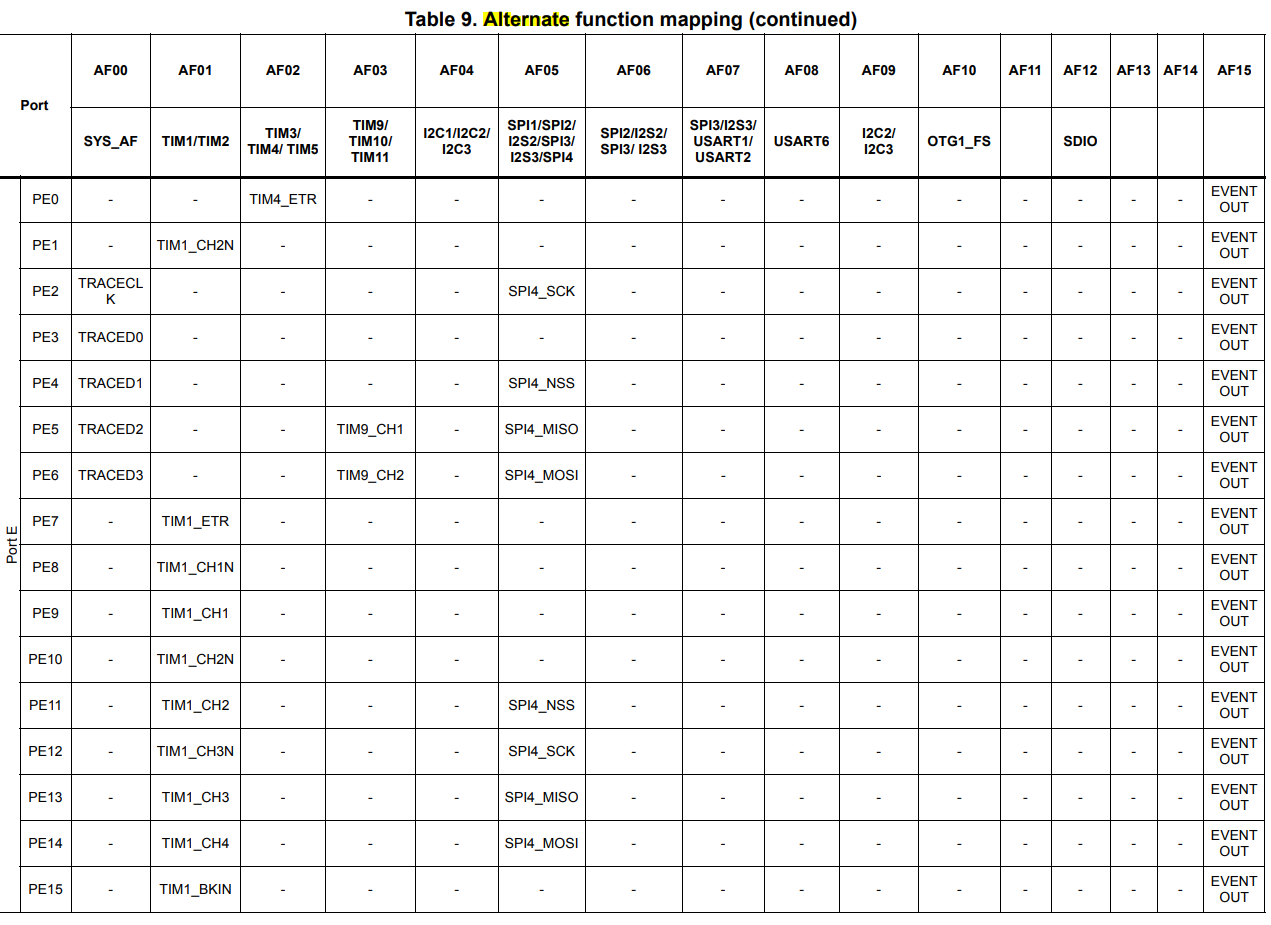 Table 9. Alternate function mapping (continued)
Port AF00 AF01 AF02 AF03 AF04 AF05 AF06 AF07 AF08 AF09 AF10 AF11 AF12 AF13 AF14 AF15
SYS_AF TIM1/TIM2 TIM3/ TIM4/ TIM5 TIM9/ TIM10/ TIM11 I2C1/I2C2/ I2C3 SPI1/SPI2/ I2S2/SPI3/ I2S3/SPI4 SPI2/I2S2/ SPI3/ I2S3 SPI3/I2S3/ USART1/ USART2 USART6 I2C2/ I2C3 OTG1_FS SDIO
Port E
PE0 - - TIM4_ETR - - - - - - - - - - - - EVENT OUT
PE1 - TIM1_CH2N - - - - - - - - - - - - - EVENT OUT
PE2 TRACECL K - - - - SPI4_SCK - - - - - - - - - EVENT OUT
PE3 TRACED0 - - - - - - - - - - - - - - EVENT OUT
PE4 TRACED1 - - - - SPI4_NSS - - - - - - - - - EVENT OUT
PE5 TRACED2 - - TIM9_CH1 - SPI4_MISO - - - - - - - - - EVENT OUT
PE6 TRACED3 - - TIM9_CH2 - SPI4_MOSI - - - - - - - - - EVENT OUT
PE7 - TIM1_ETR - - - - - - - - - - - - - EVENT OUT
PE8 - TIM1_CH1N - - - - - - - - - - - - - EVENT OUT
PE9 - TIM1_CH1 - - - - - - - - - - - - - EVENT OUT
PE10 - TIM1_CH2N - - - - - - - - - - - - - EVENT OUT
PE11 - TIM1_CH2 - - - SPI4_NSS - - - - - - - - - EVENT OUT
PE12 - TIM1_CH3N - - - SPI4_SCK - - - - - - - - - EVENT OUT
PE13 - TIM1_CH3 - - - SPI4_MISO - - - - - - - - - EVENT OUT
PE14 - TIM1_CH4 - - - SPI4_MOSI - - - - - - - - - EVENT OUT
PE15 - TIM1_BKIN - - - - - - - - - - - - - EVENT OUT